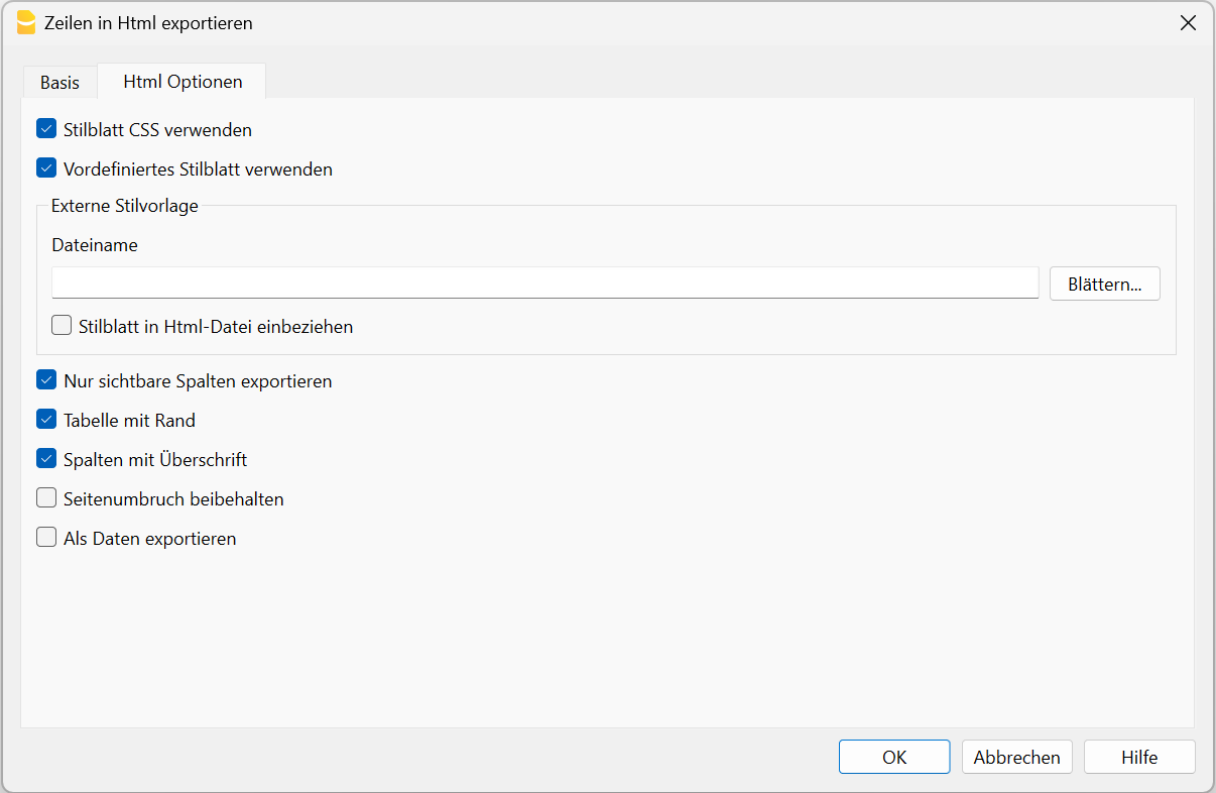 Zeilen in Html exportieren
Basis
Html Optionen
Stilblatt CSS verwenden
Vordefiniertes Stilblatt verwenden
Externe Stilvorlage
Dateiname
Blättern...
Stilblatt in Html-Datei einbeziehen
Nur sichtbare Spalten exportieren
Tabelle mit Rand
Spalten mit Überschrift
Seitenumbruch beibehalten
Als Daten exportieren
OK
Abbrechen
Hilfe